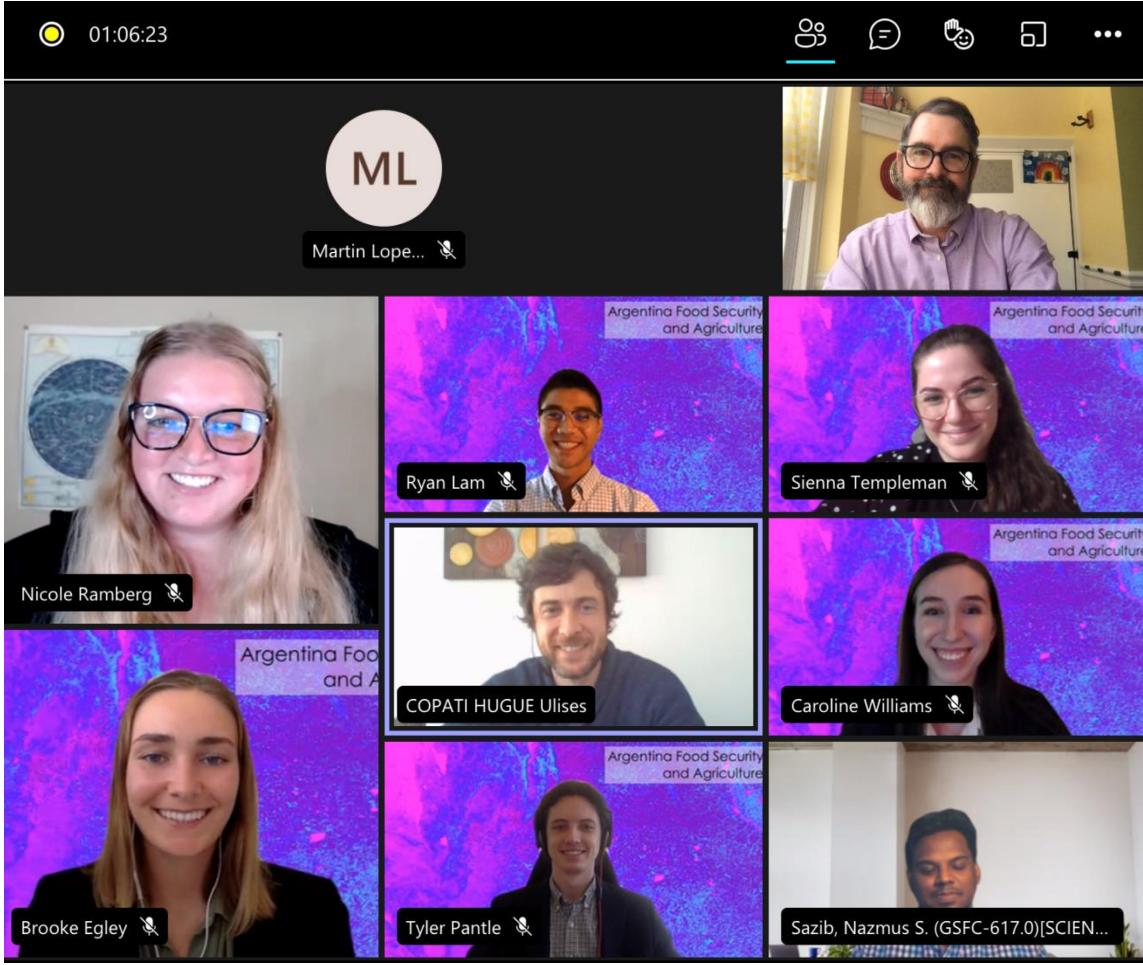 01:06:23
ML
Martin Lope...
Argentina Food Security
and Agriculture
Ryan Lam
Argentina Food Securit
and Agriculture
Sienna Templeman
Nicole Ramberg
COPATI HUGUE Ulises
Argentina Food Securit
and Agriculture
Caroline Williams
Argentina Foo
and A
Brooke Egley
Argentina Food Security
and Agriculture
Tyler Pantle
Sazib, Nazmus S. (GSFC-617.0)[SCIEN...